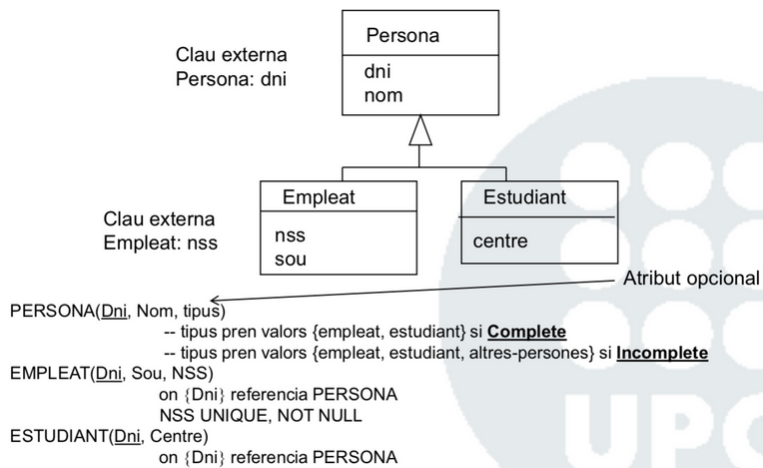 Persona
Clau externa
Persona: dni
dni
nom
Empleat
Estudiant
Clau externa
Empleat: nss
nss
sou
centre
Atribut opcional
PERSONA(Dni, Nom, tipus)
-- tipus pren valors {empleat, estudiant} si Complete
-- tipus pren valors {empleat, estudiant, altres-persones} si Incomplete
EMPLEAT(Dni, Sou, NSS)
on {Dni} referencia PERSONA
NSS UNIQUE, NOT NULL
ESTUDIANT(Dni, Centre)
on {Dni} referencia PERSONA
UPC